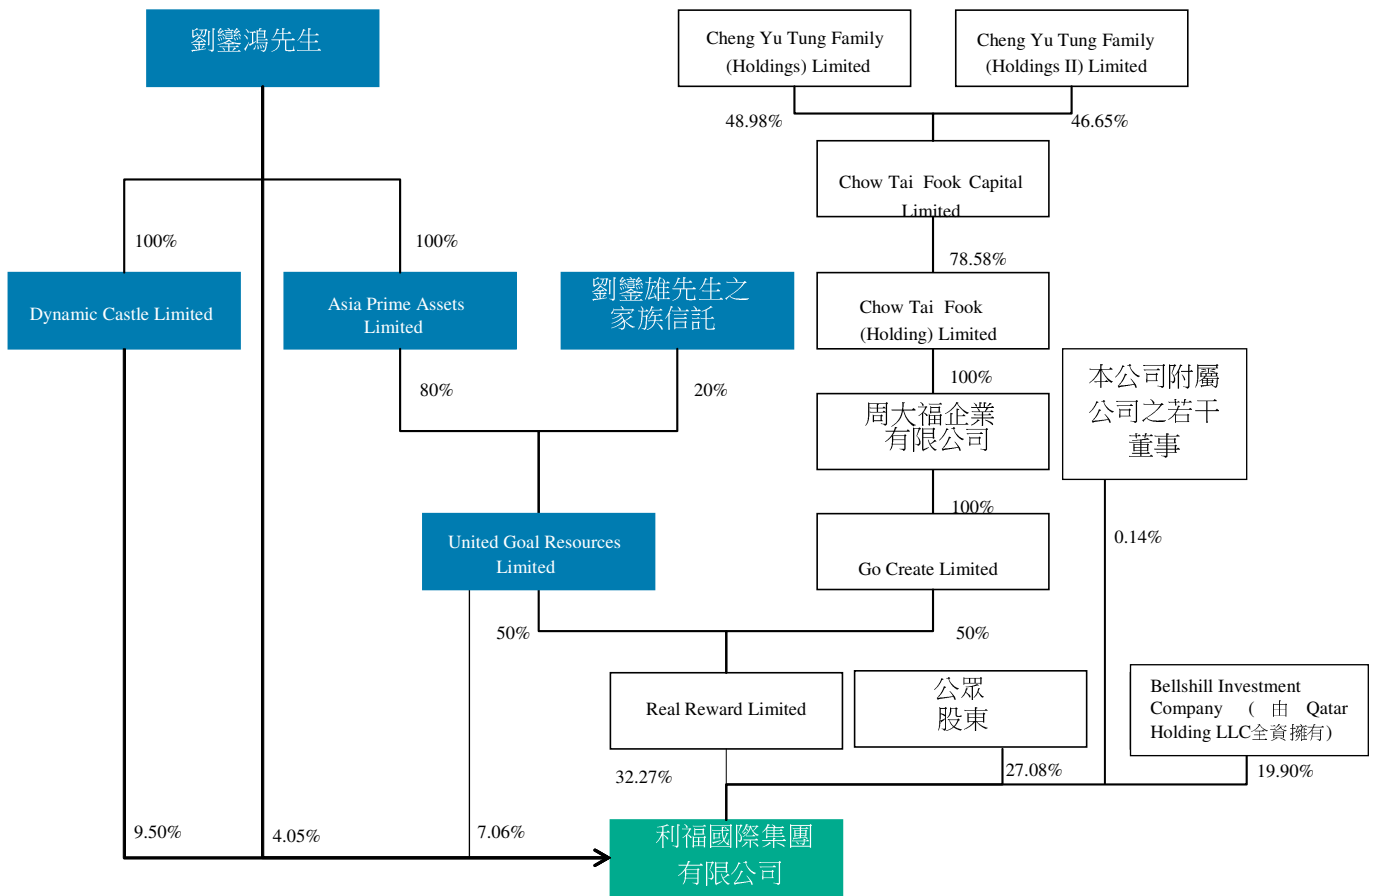 劉鑾鴻先生
Cheng Yu Tung Family
(Holdings) Limited
Cheng Yu Tung Family
(Holdings II) Limited
48.98%
46.65%
Chow Tai Fook Capital
Limited
100%
100%
78.58%
Dynamic Castle Limited
Asia Prime Assets
Limited
劉鑾雄先生之
家族信託
Chow Tai Fook
(Holding) Limited
80%
20%
100%
本公司附屬
公司之若干
董事
周大福企業
有限公司
100%
United Goal Resources
Limited
Go Create Limited
0.14%
50%
50%
Real Reward Limited
公眾
股東
Bellshill Investment
Company ( 由 Qatar
Holding LLC全資擁有)
32.27%
27.08%
19.90%
9.50%
4.05%
7.06%
利福國際集團
有限公司